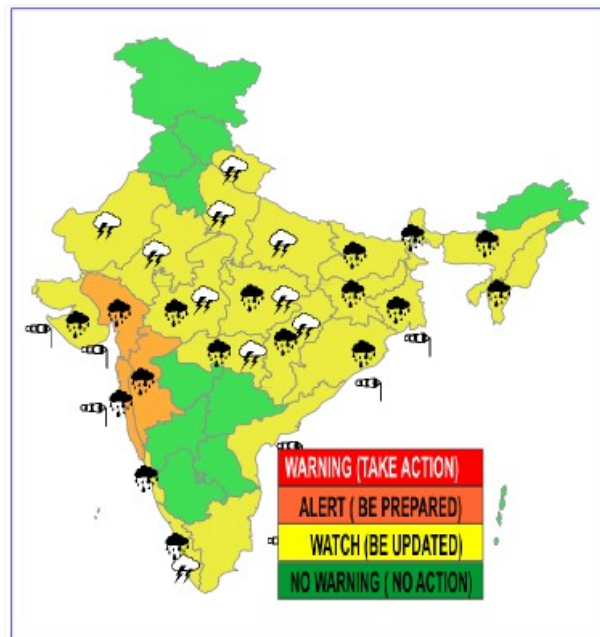 WARNING (TAKE ACTION)
ALERT ( BE PREPARED)
WATCH (BE UPDATED)
NO WARNING ( NO ACTION)